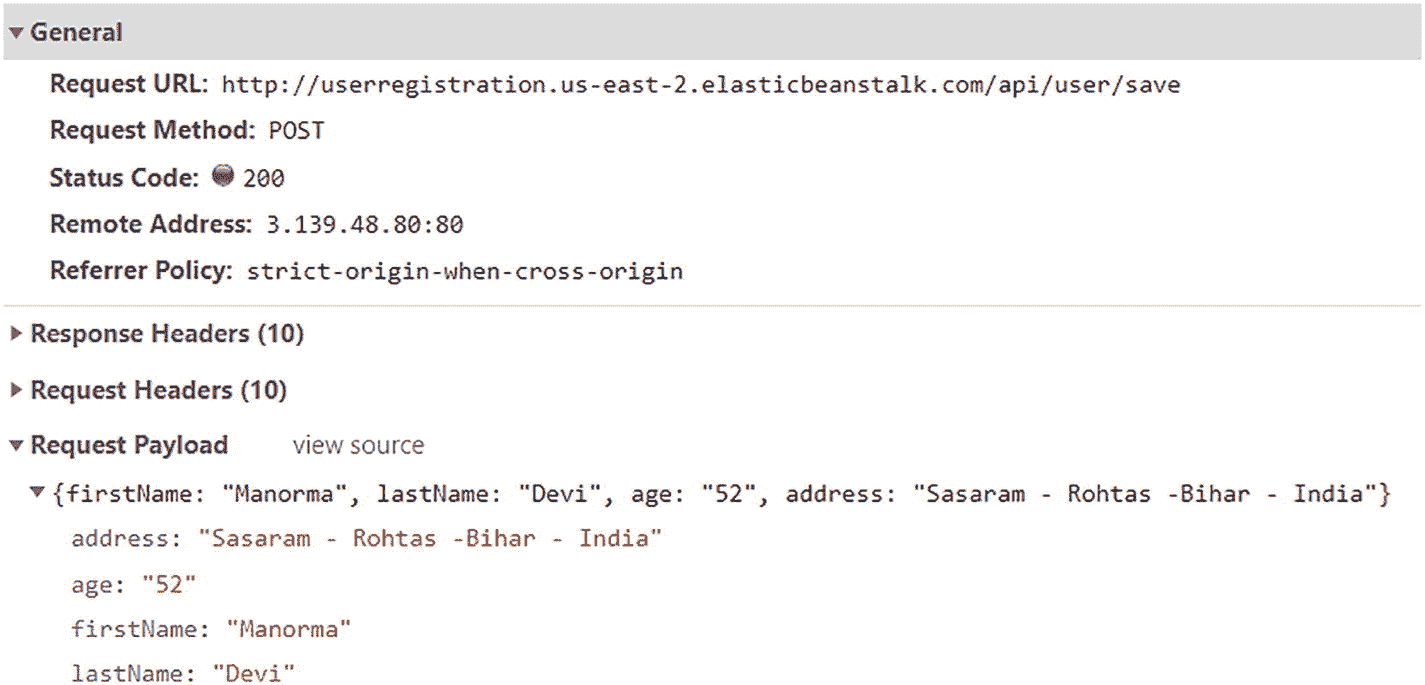 General
Request URL: http://userregistration.us-east-2.elasticbeanstalk.com/api/user/save
Request Method: POST
Status Code: 200
Remote Address: 3.139.48.80:80
Referrer Policy: strict-origin-when-cross-origin
Response Headers (10)
Request Headers (10)
Request Payload view source
{firstName: "Manorma", lastName: "Devi", age: "52", address: "Sasaram - Rohtas -Bihar - India"}
address: "Sasaram - Rohtas -Bihar - India"
age: "52"
firstName: "Manorma"
lastName: "Devi"